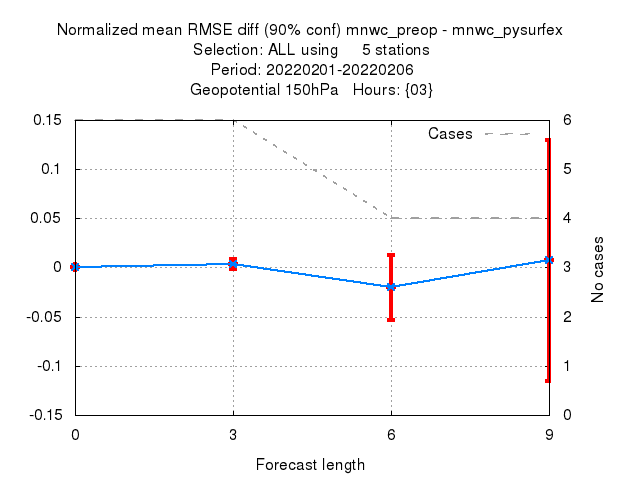 Normalized mean RMSE diff (90% conf) mnwc_preop - mnwc_pysurfex
Selection: ALL using     5 stations
Period: 20220201-20220206
Geopotential 150hPa   Hours: {03}
Cases
0.15
0.1
0.05
0
-0.05
-0.1
-0.15
6
5
4
3
2
1
0
No cases
0
3
6
9
Forecast length